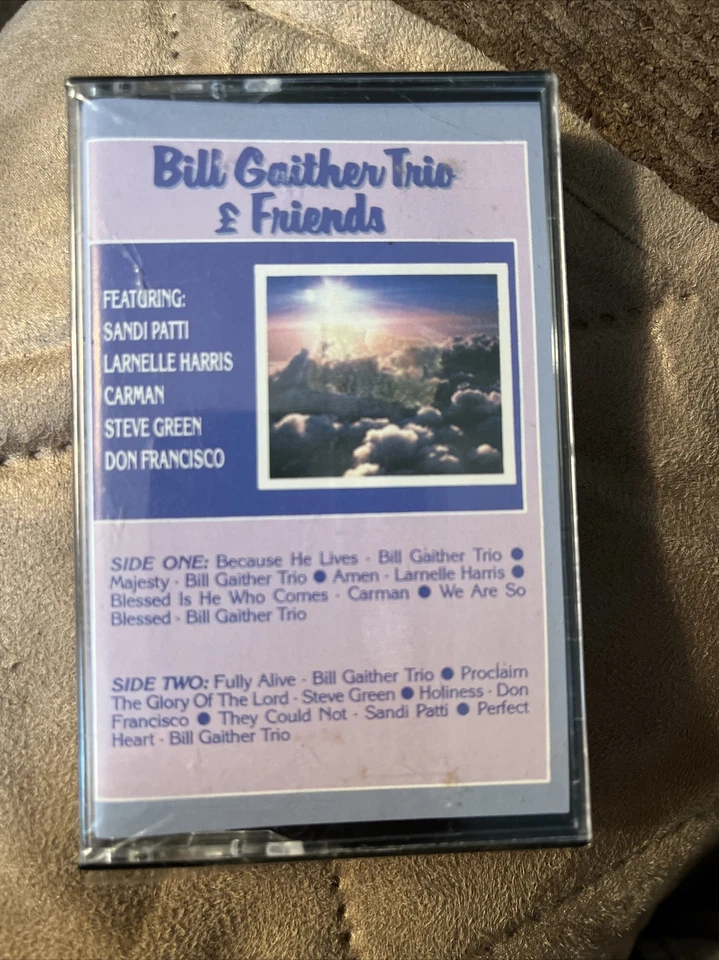 Bill Gaither Trio
& Friends
FEATURING:
SANDI PATTI
LARNELLE HARRIS
CARMAN
STEVE GREEN
DON FRANCISCO
SIDE ONE: Because He Lives · Bill Gaither Trio ●
Majesty · Bill Gaither Trio ● Amen · Larnelle Harris ●
Blessed Is He Who Comes · Carman ● We Are So
Blessed · Bill Gaither Trio
SIDE TWO: Fully Alive · Bill Gaither Trio ● Proclaim
The Glory Of The Lord · Steve Green ● Holiness · Don
Francisco ● They Could Not · Sandi Patti ● Perfect
Heart · Bill Gaither Trio